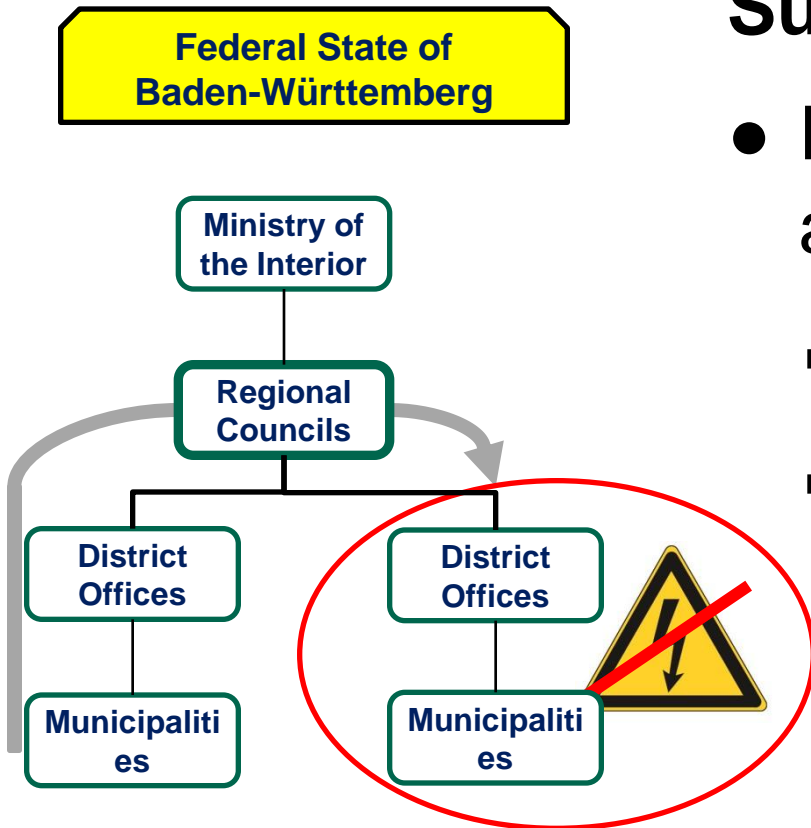 Federal State of
Baden-Württemberg
Ministry of
the Interior
Regional
Councils
District
Offices
District
Offices
Municipaliti
es
Municipaliti
es